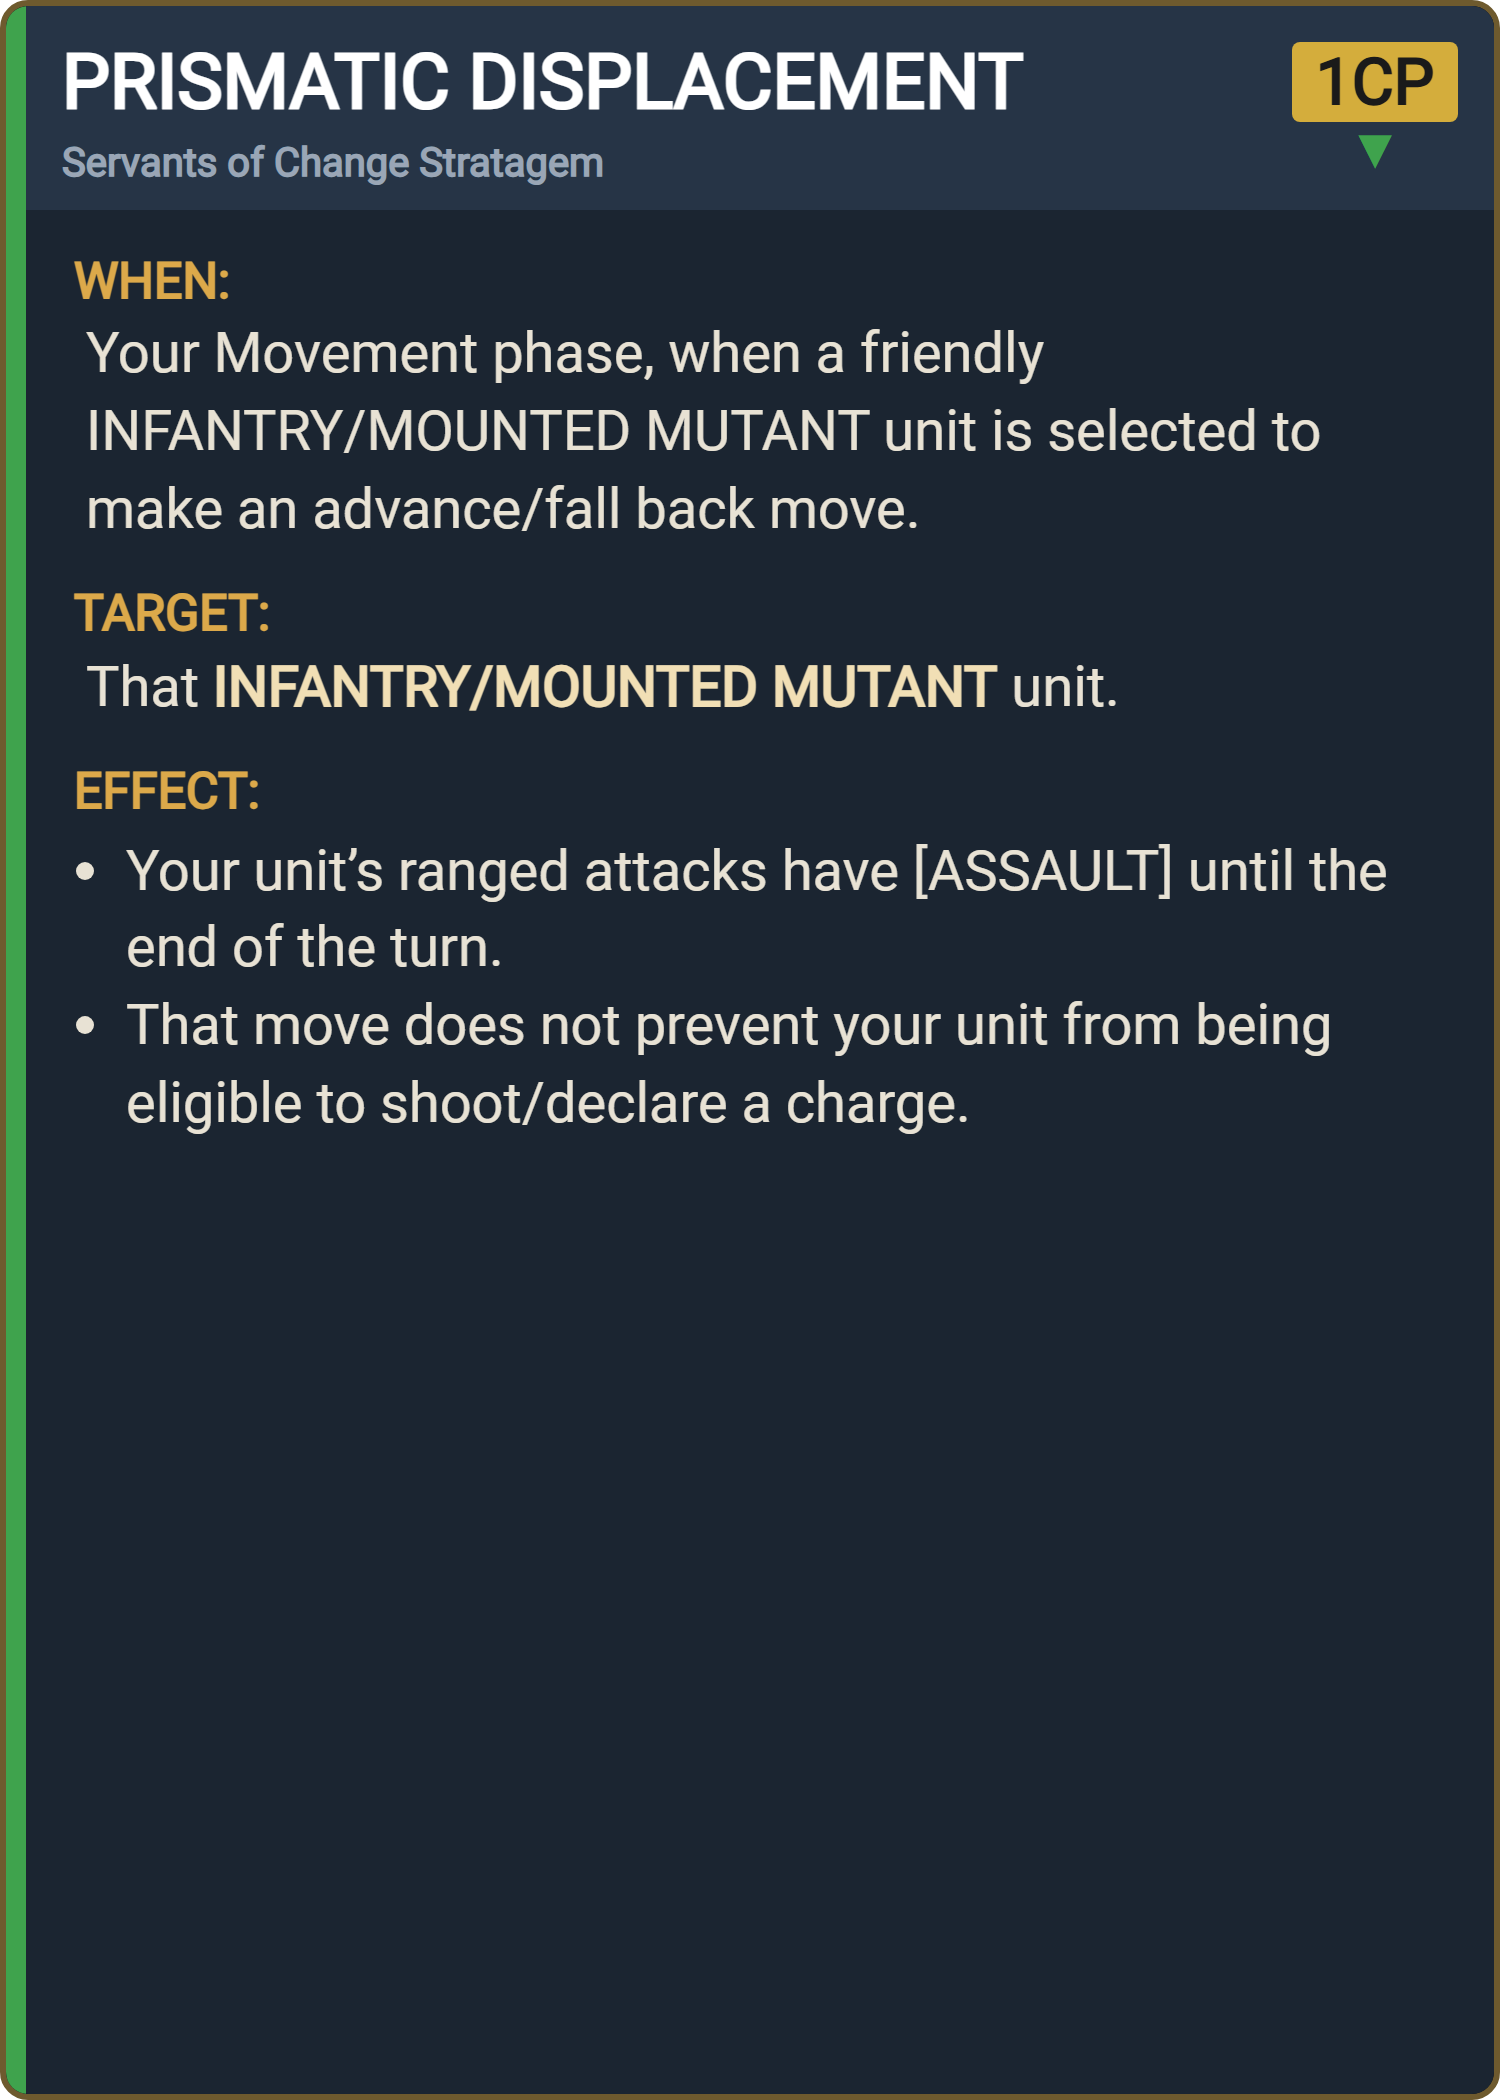 PRISMATIC DISPLACEMENT
1CP
Servants of Change Stratagem
WHEN:
Your Movement phase, when a friendly
INFANTRY/MOUNTED MUTANT unit is selected to
make an advance/fall back move.
TARGET:
That INFANTRY/MOUNTED MUTANT unit.
EFFECT:
• Your unit’s ranged attacks have [ASSAULT] until the
end of the turn.
• That move does not prevent your unit from being
eligible to shoot/declare a charge.